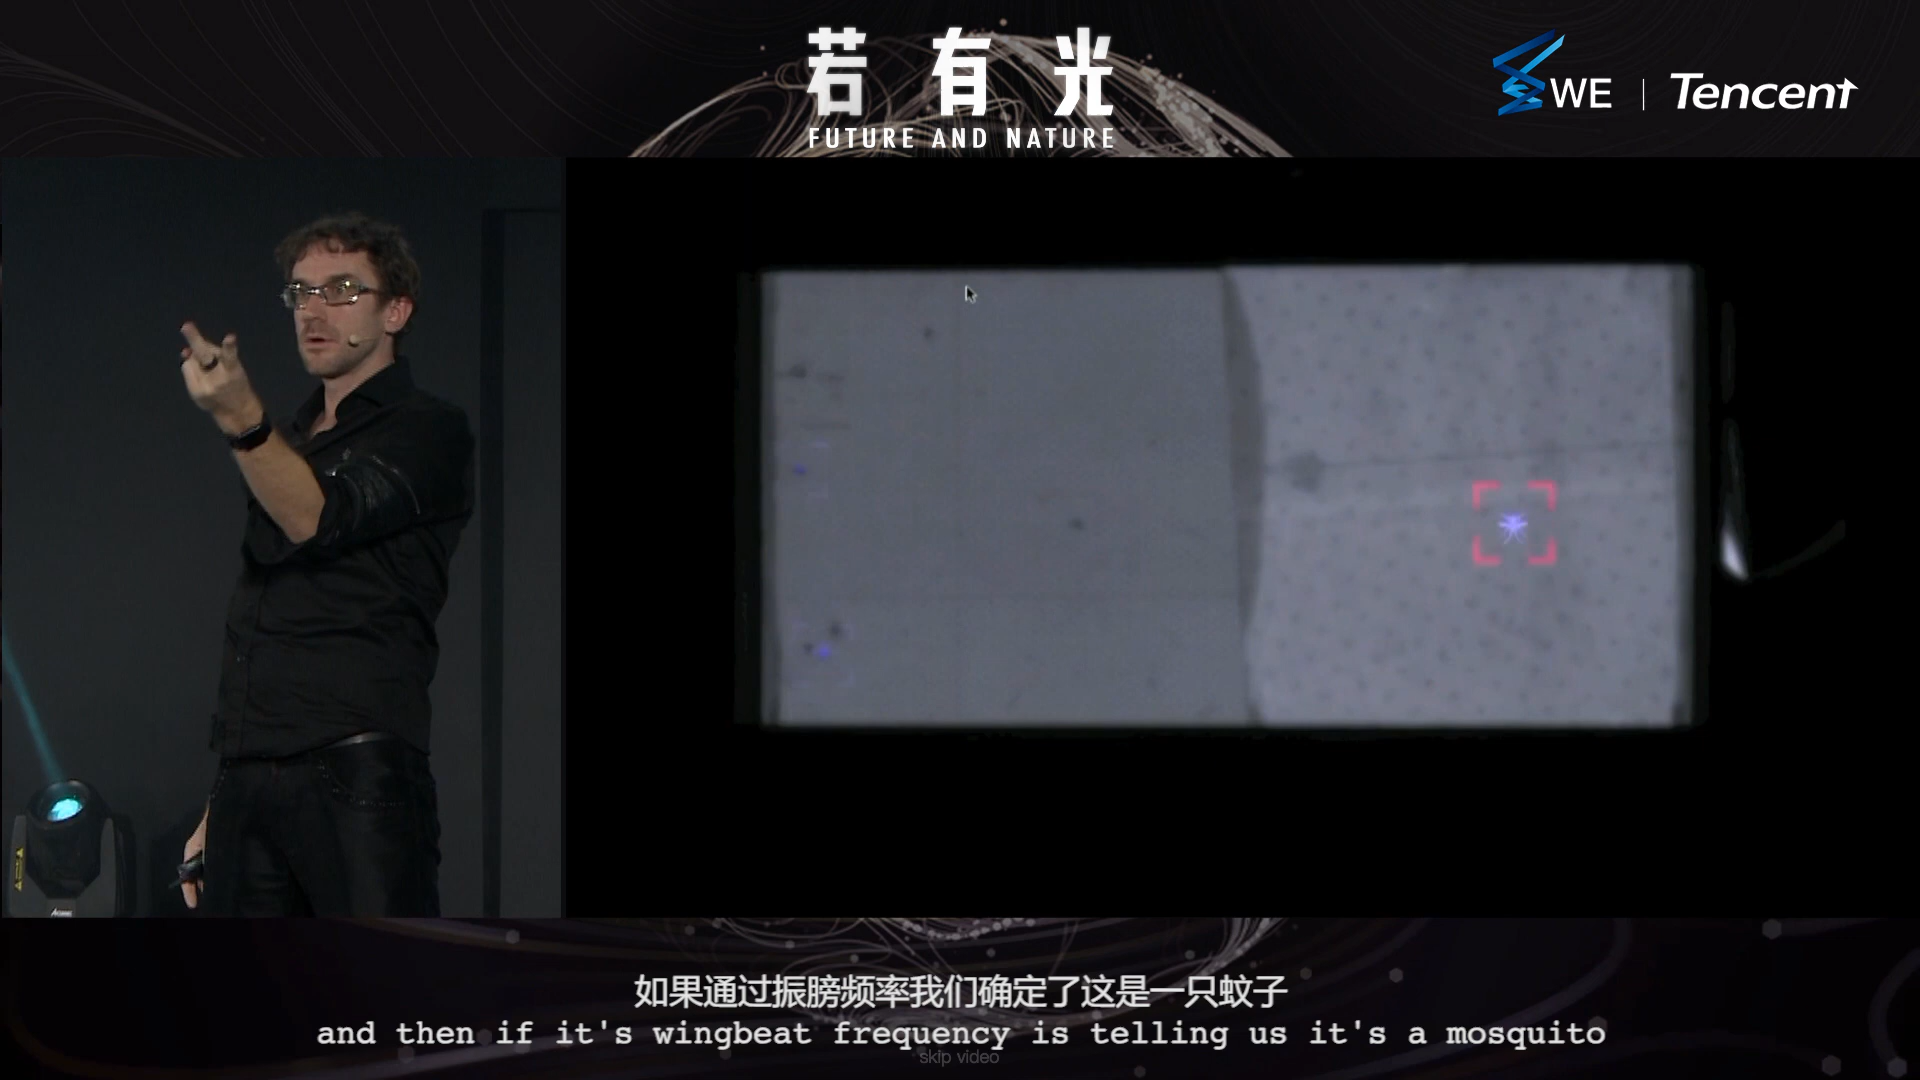 若有光
FUTURE AND NATURE
WE | Tencent
如果通过振膀频率我们确定了这是一只蚊子
and then if it's wingbeat frequency is telling us it's a mosquito
skip video